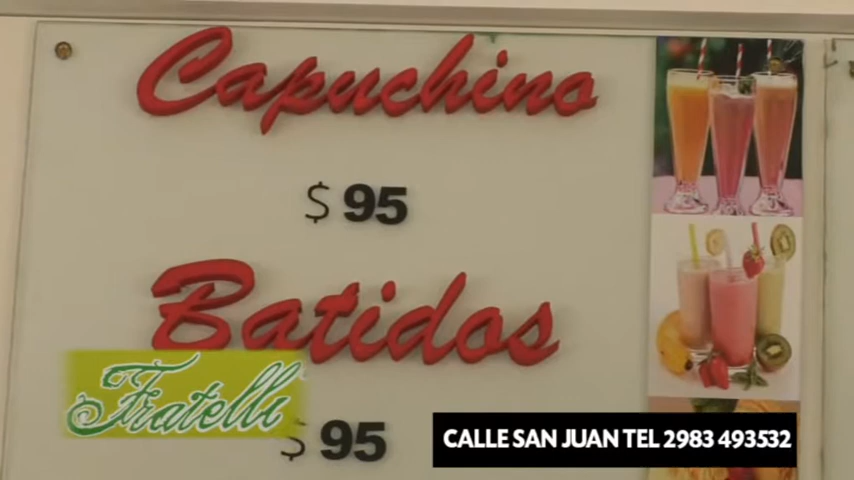 Capuchino
$ 95
Batidos
Fratelli
$ 95
CALLE SAN JUAN TEL 2983 493532